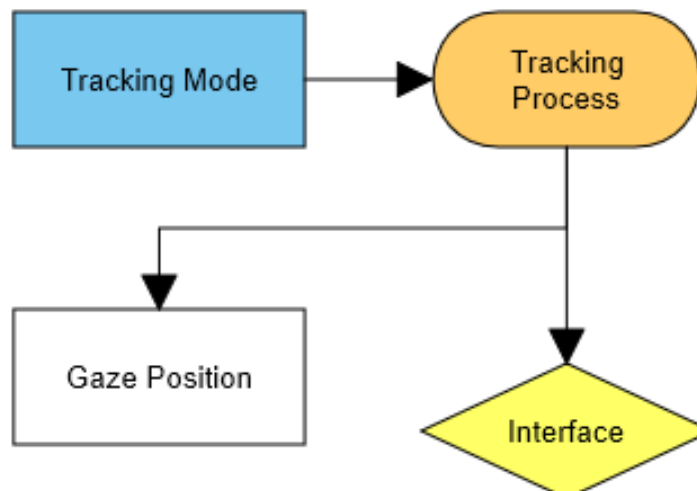 Tracking Mode
Tracking
Process
Gaze Position
Interface